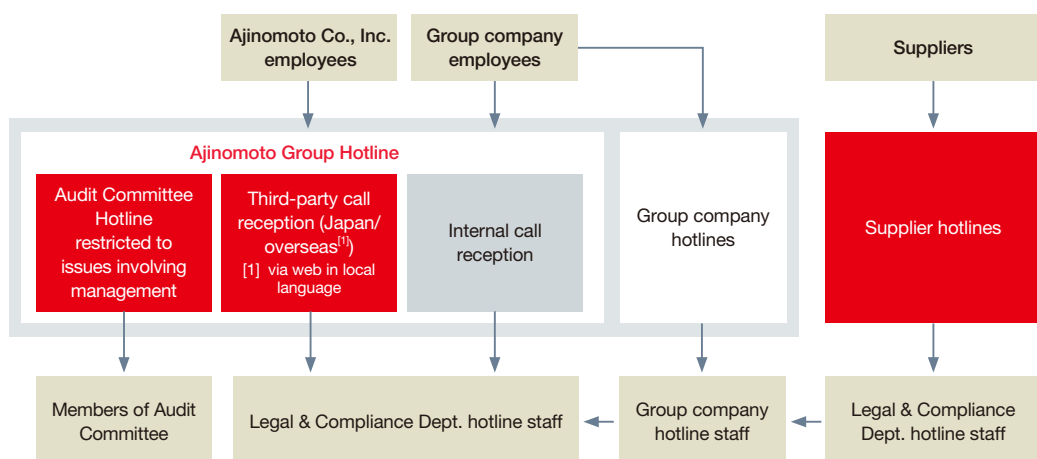 Ajinomoto Co., Inc.
employees
Group company
employees
Suppliers
Ajinomoto Group Hotline
Audit Committee
Hotline
restricted to
issues involving
management
Third-party call
reception (Japan/
overseas[1])
[1] via web in local
language
Internal call
reception
Group company
hotlines
Supplier hotlines
Members of Audit
Committee
Legal & Compliance Dept. hotline staff
Group company
hotline staff
Legal & Compliance
Dept. hotline staff